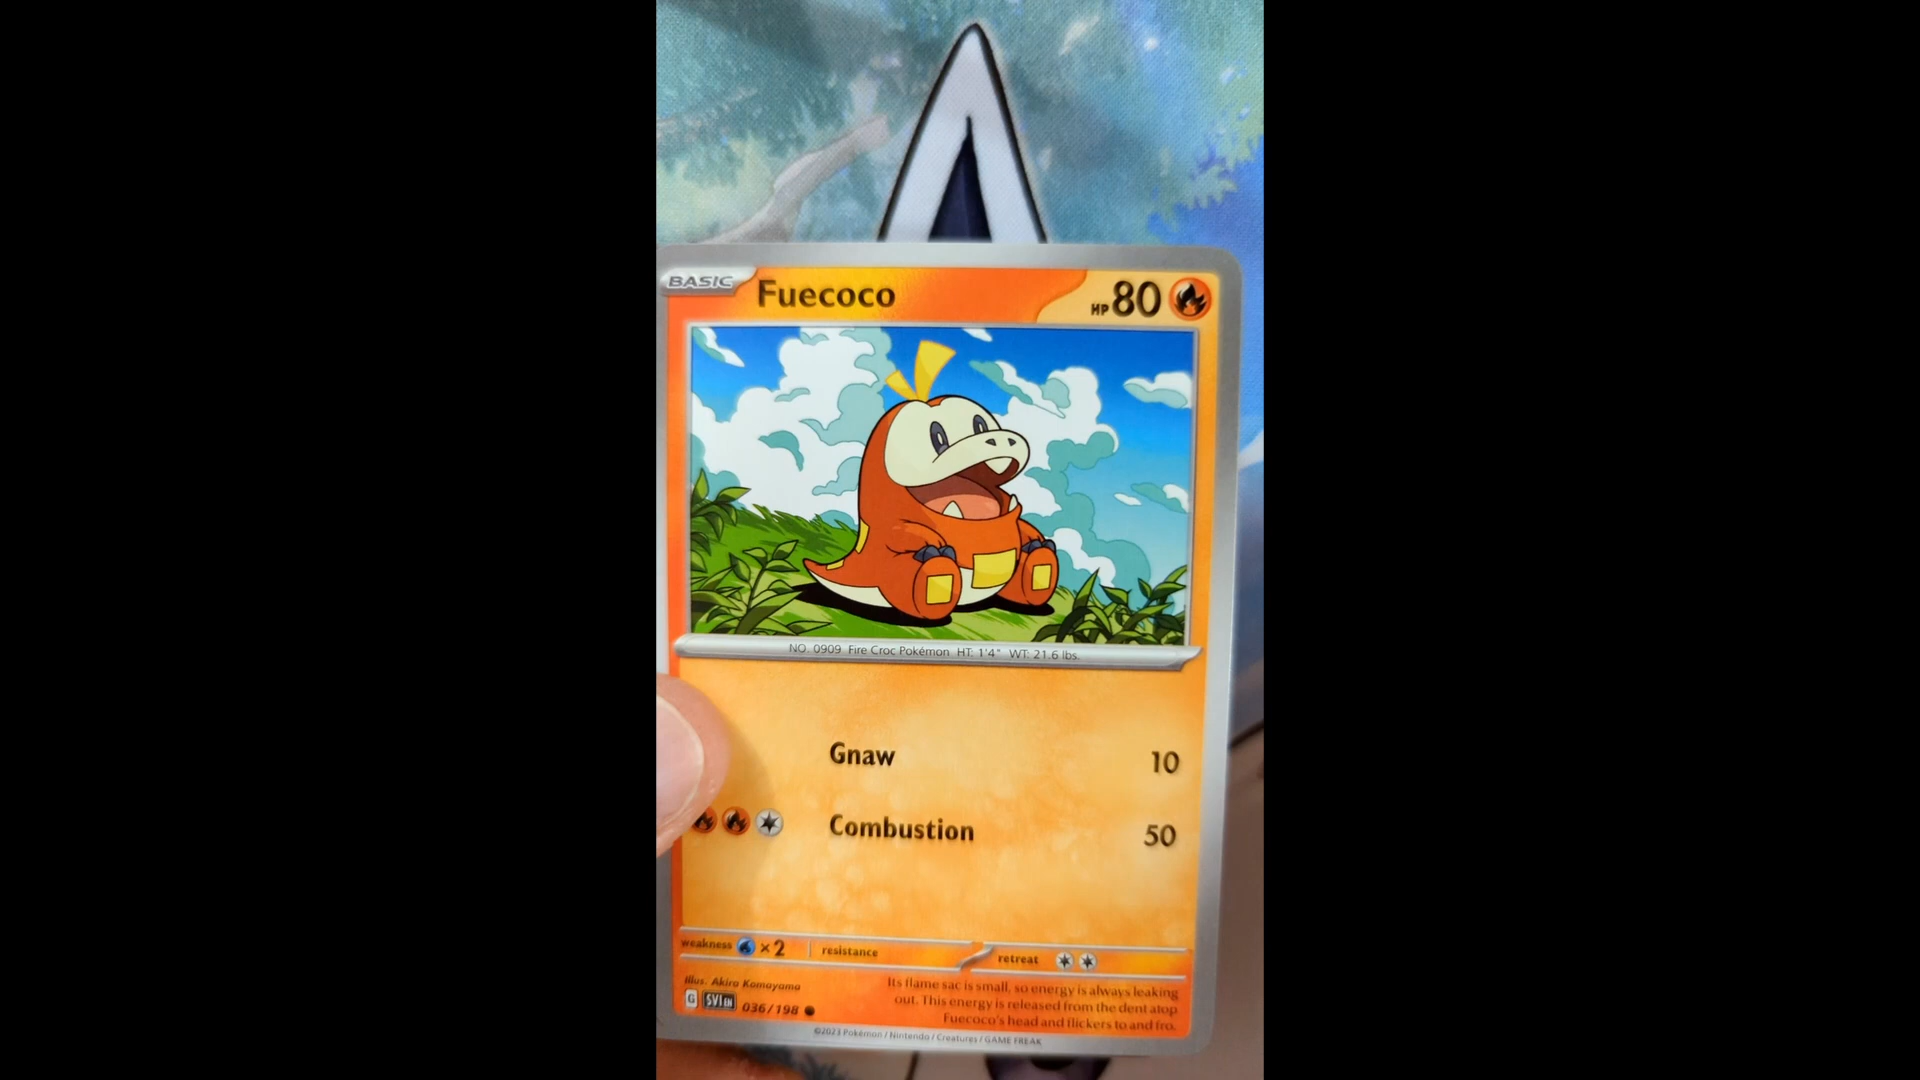 BASIC Fuecoco HP 80
NO. 0909 Fire Croc Pokémon HT: 1'4" WT: 21.6 lbs.
Gnaw 10
Combustion 50
weakness ×2 resistance retreat
Illus. Akira Komayama
G SVI EN 036/198
Its flame sac is small, so energy is always leaking
out. This energy is released from the dent atop
Fuecoco's head and flickers to and fro.
©2023 Pokémon / Nintendo / Creatures / GAME FREAK